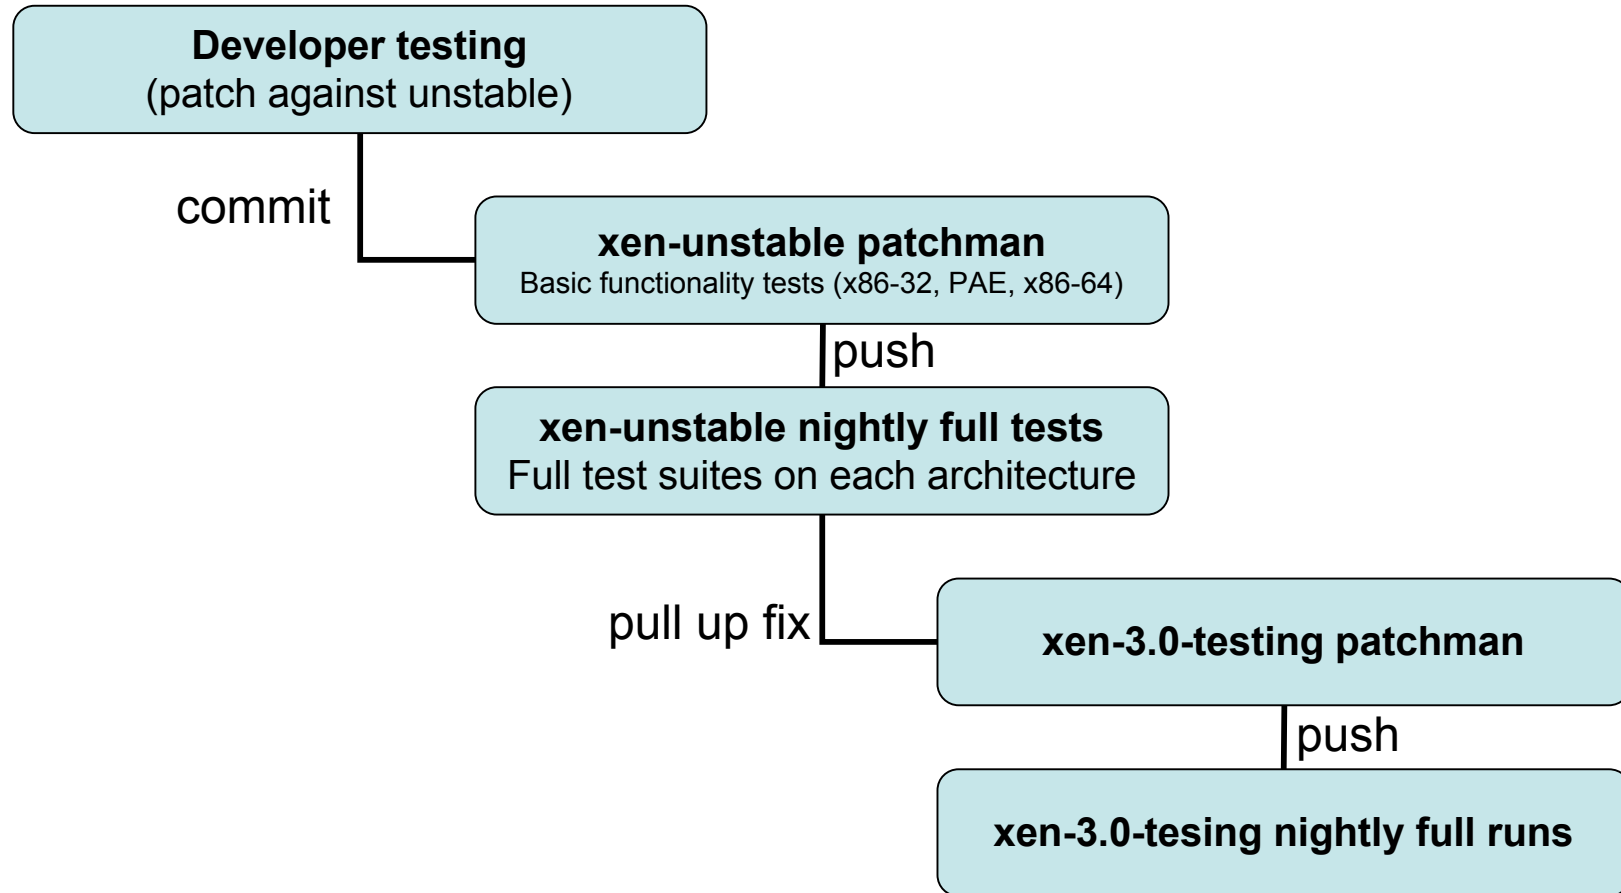 Developer testing
(patch against unstable)
commit
xen-unstable patchman
Basic functionality tests (x86-32, PAE, x86-64)
push
xen-unstable nightly full tests
Full test suites on each architecture
pull up fix
xen-3.0-testing patchman
push
xen-3.0-tesing nightly full runs